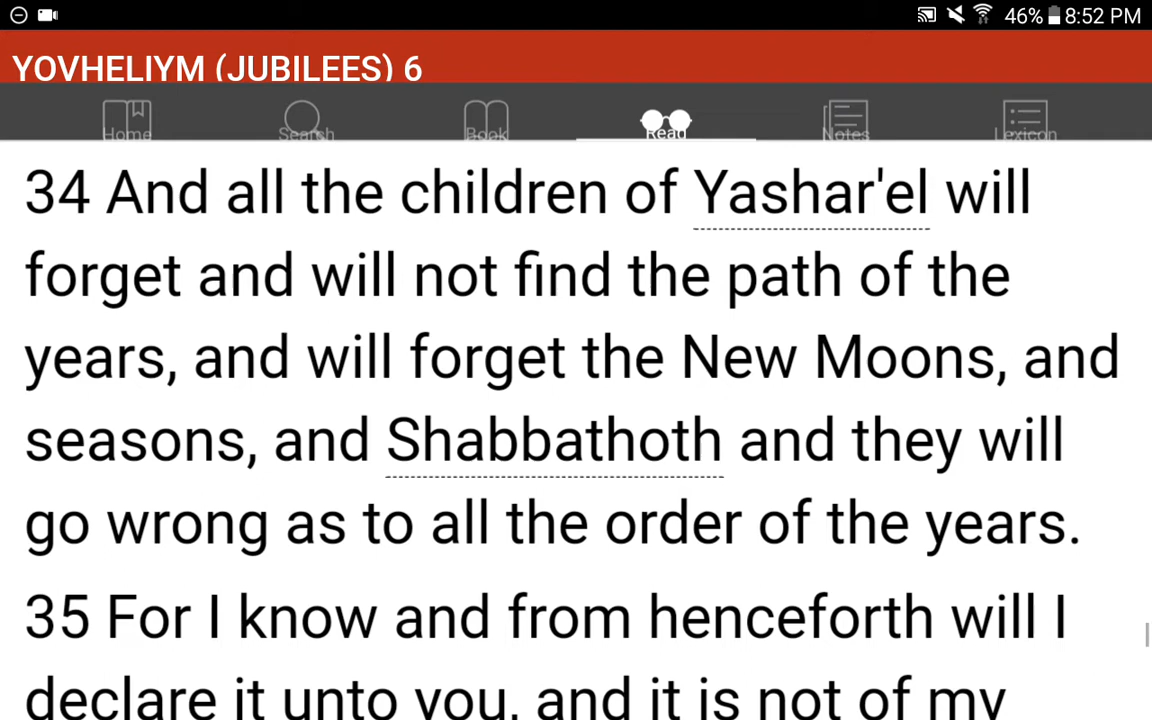 46% 8:52 PM
YOVHELIYM (JUBILEES) 6
Home Search Book Read Notes Lexicon
34 And all the children of Yashar'el will
forget and will not find the path of the
years, and will forget the New Moons, and
seasons, and Shabbathoth and they will
go wrong as to all the order of the years.
35 For I know and from henceforth will I
declare it unto you, and it is not of my